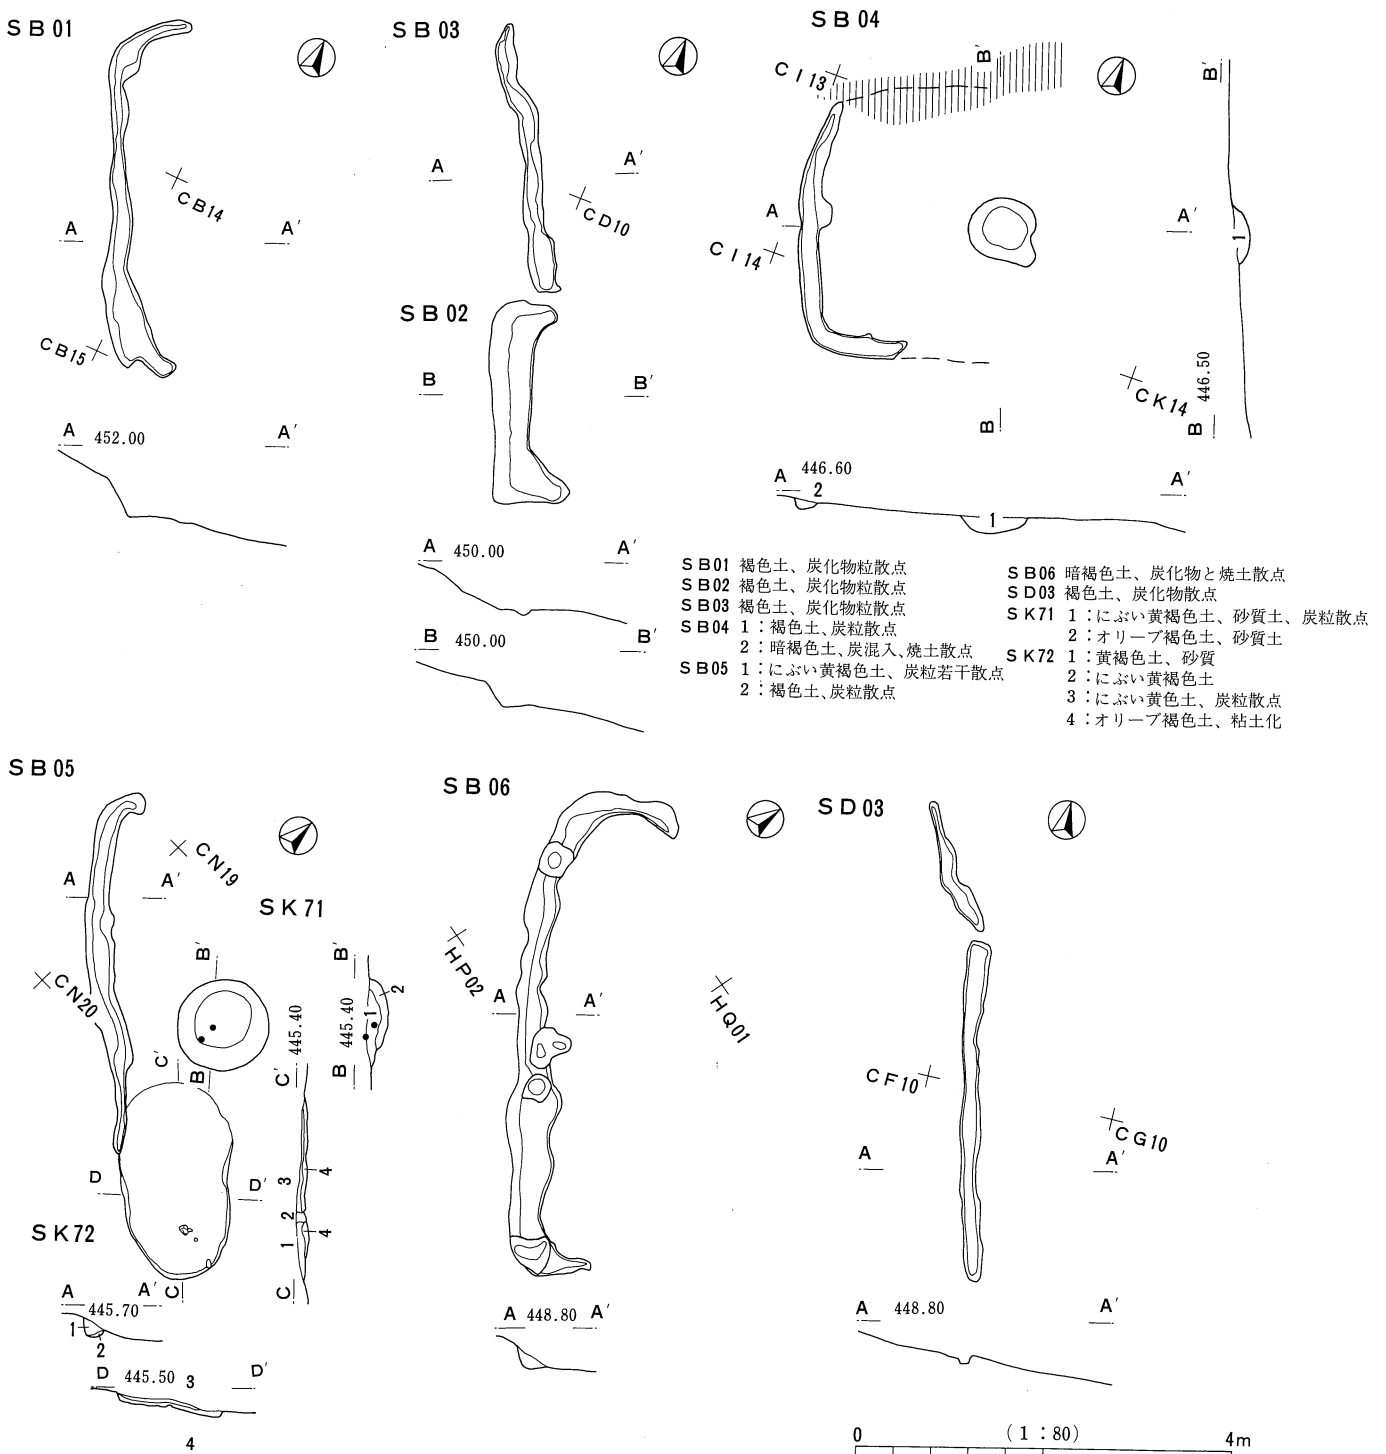 SB01
CB14
A
A′
CB15
A 452.00 A′
SB03
A
A′
CD10
SB02
B
B′
A 450.00 A′
B 450.00 B′
SB04
CI13
B′
B′
A
A′
1
CI14
CK14
446.50
B
B
A 446.60 A′
2
1
SB01 褐色土、炭化物粒散点
SB02 褐色土、炭化物粒散点
SB03 褐色土、炭化物粒散点
SB04 1:褐色土、炭粒散点
2:暗褐色土、炭混入、焼土散点
SB05 1:にぶい黄褐色土、炭粒若干散点
2:褐色土、炭粒散点
SB06 暗褐色土、炭化物と焼土散点
SD03 褐色土、炭化物散点
SK71 1:にぶい黄褐色土、砂質土、炭粒散点
2:オリーブ褐色土、砂質土
SK72 1:黄褐色土、砂質
2:にぶい黄褐色土
3:にぶい黄色土、炭粒散点
4:オリーブ褐色土、粘土化
SB05
CN19
A
A′
SK71
B′
B′
CN20
445.40
445.40
1
2
C′
B
C′
B
D
D′
3
4
2
4
1
SK72
C
C
A 445.70 A′
1
2
D 445.50 3 D′
4
SB06
HP02
A
A′
HQ01
A 448.80 A′
SD03
CF10
CG10
A
A′
A 448.80 A′
(1:80)
0
4m